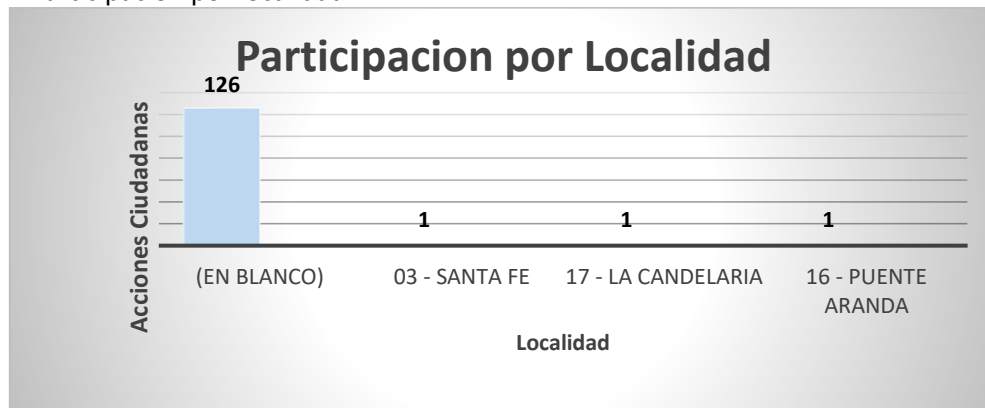 Participacion por Localidad
126
Acciones Ciudadanas
1
1
1
(EN BLANCO)
03 - SANTA FE
17 - LA CANDELARIA
16 - PUENTE
ARANDA
Localidad